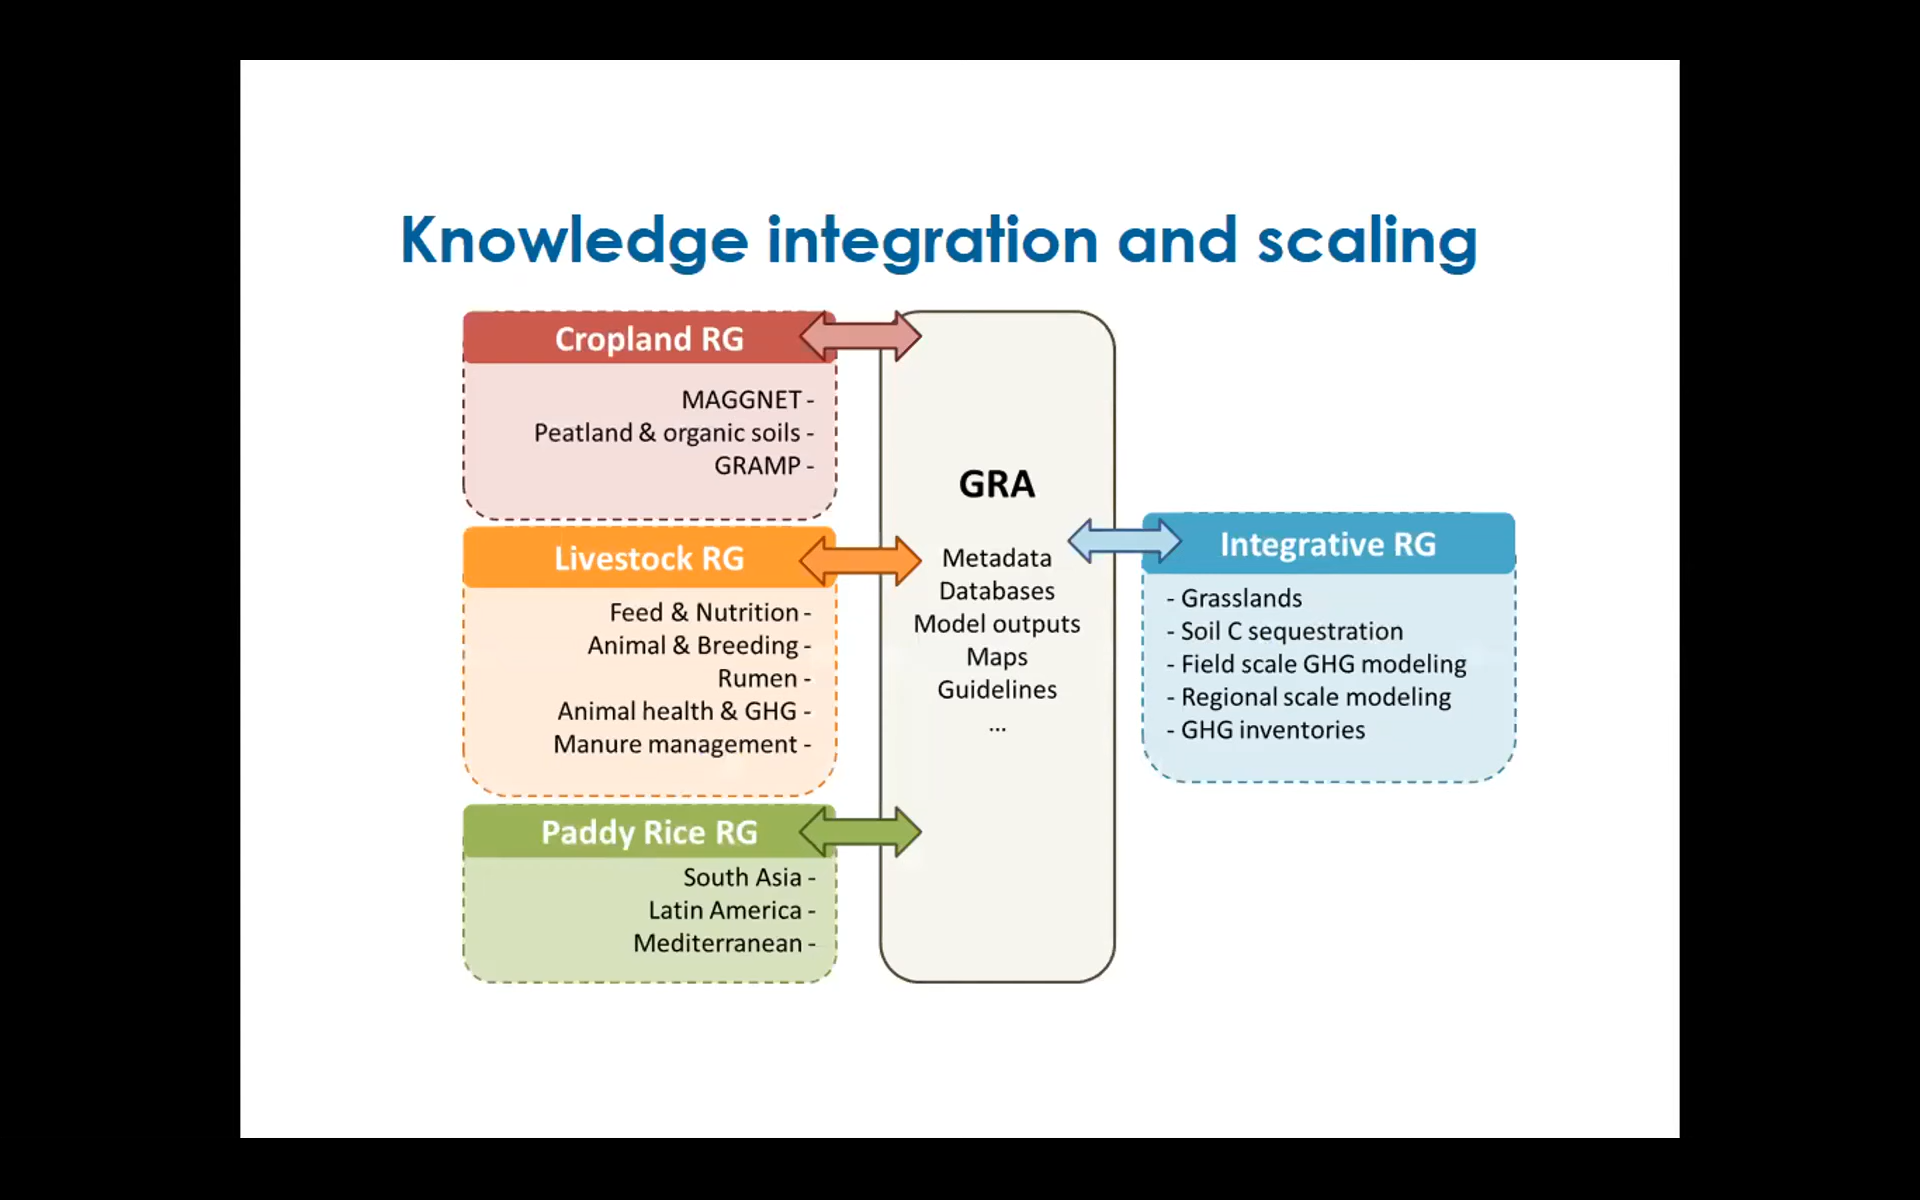 Knowledge integration and scaling
Cropland RG
MAGGNET -
Peatland & organic soils -
GRAMP -
Livestock RG
Feed & Nutrition -
Animal & Breeding -
Rumen -
Animal health & GHG -
Manure management -
Paddy Rice RG
South Asia -
Latin America -
Mediterranean -
GRA
Metadata
Databases
Model outputs
Maps
Guidelines
...
Integrative RG
- Grasslands
- Soil C sequestration
- Field scale GHG modeling
- Regional scale modeling
- GHG inventories